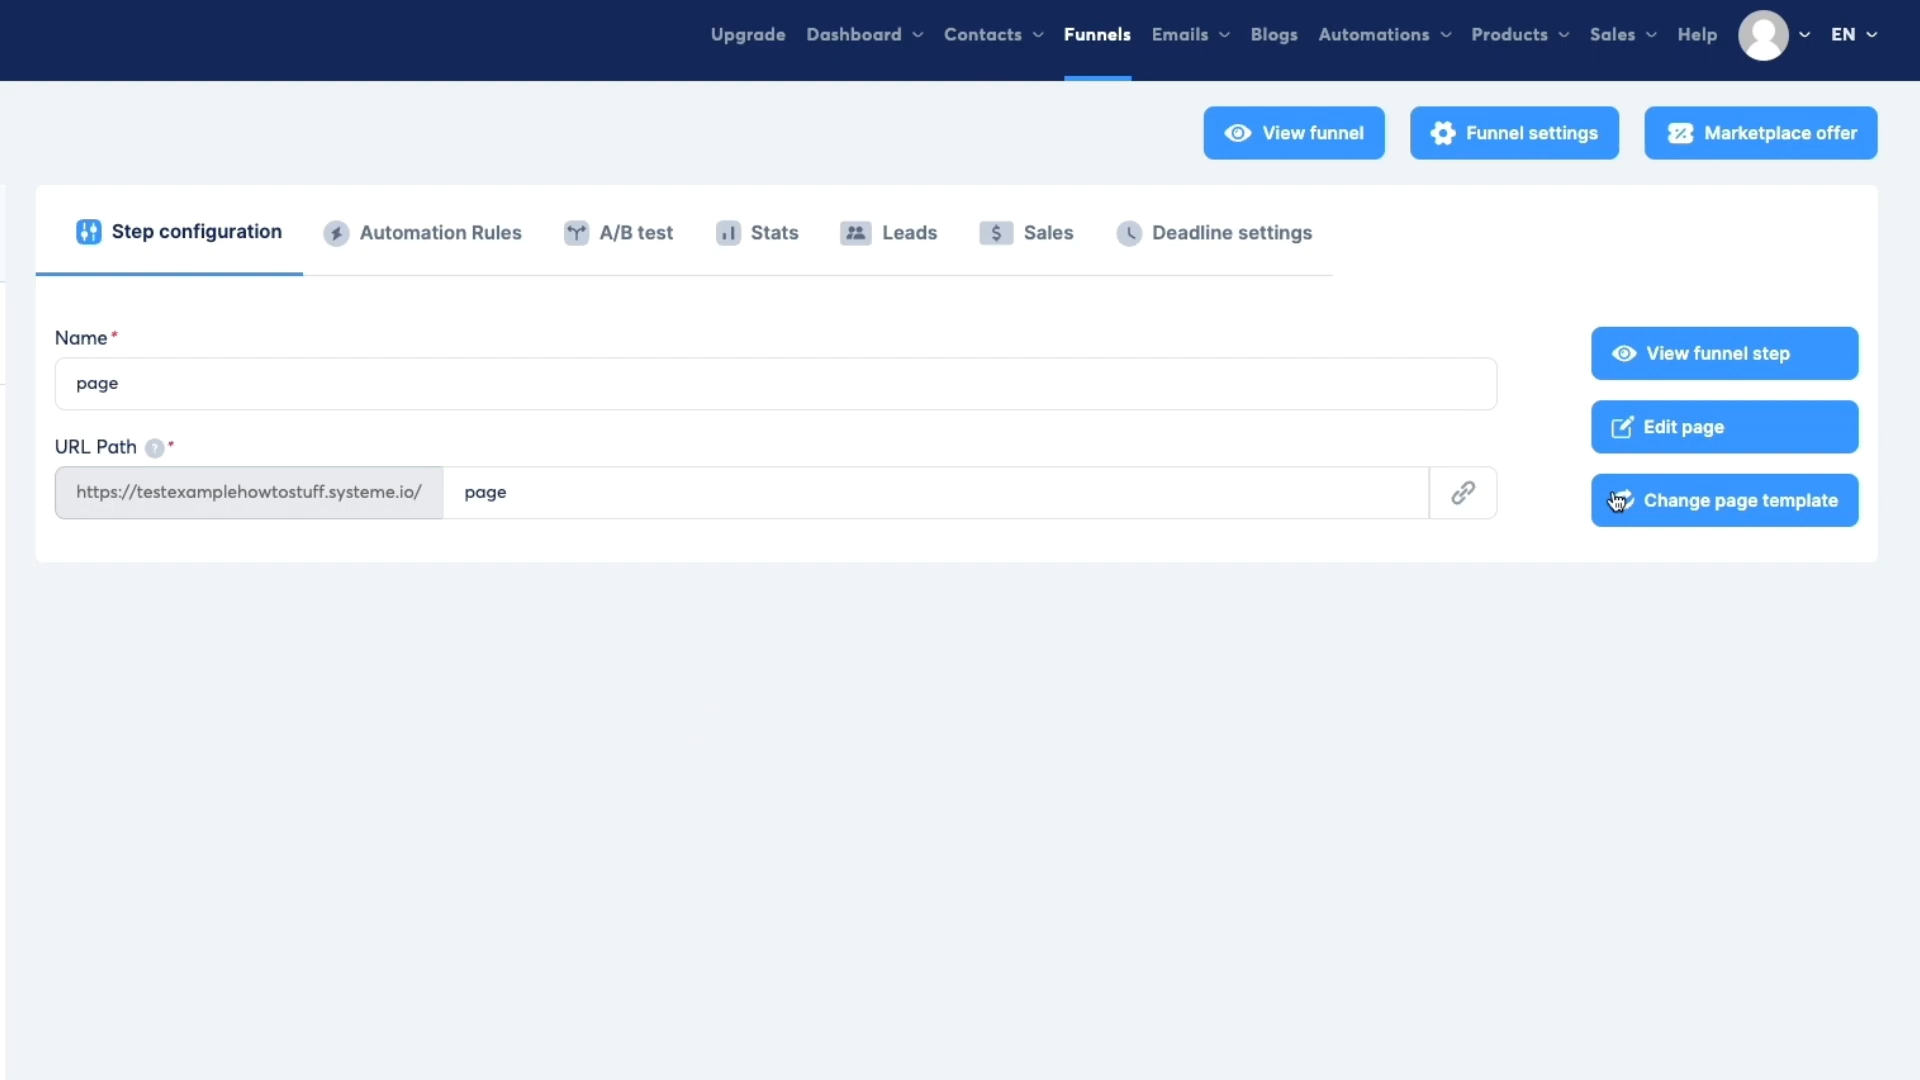 Upgrade Dashboard Contacts Funnels Emails Blogs Automations Products Sales Help EN
View funnel Funnel settings Marketplace offer
Step configuration Automation Rules A/B test Stats Leads $ Sales Deadline settings
Name*
page
View funnel step
Edit page
URL Path ? *
https://testexamplehowtostuff.systeme.io/ page
Change page template